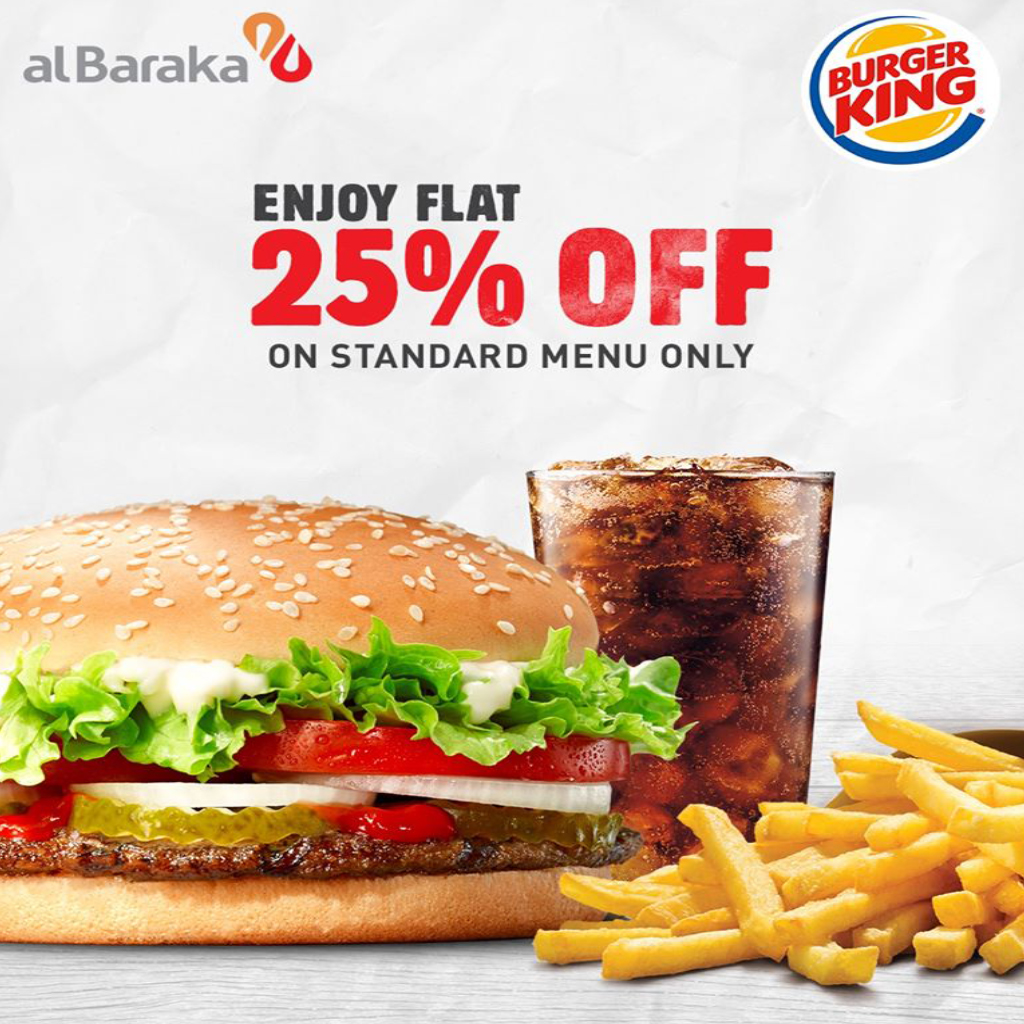 alBaraka
BURGER
KING
®
ENJOY FLAT
25% OFF
ON STANDARD MENU ONLY